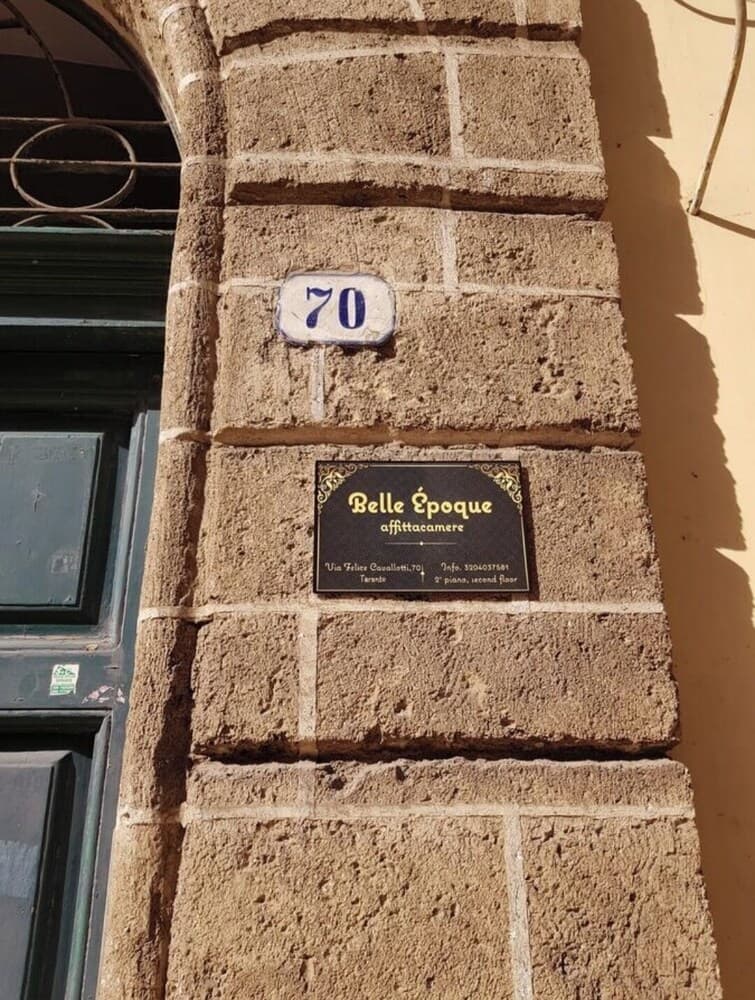 70
Belle Époque
affittacamere
Via Felice Cavallotti,70
Taranto
Info. 3204037581
2° piano, second floor